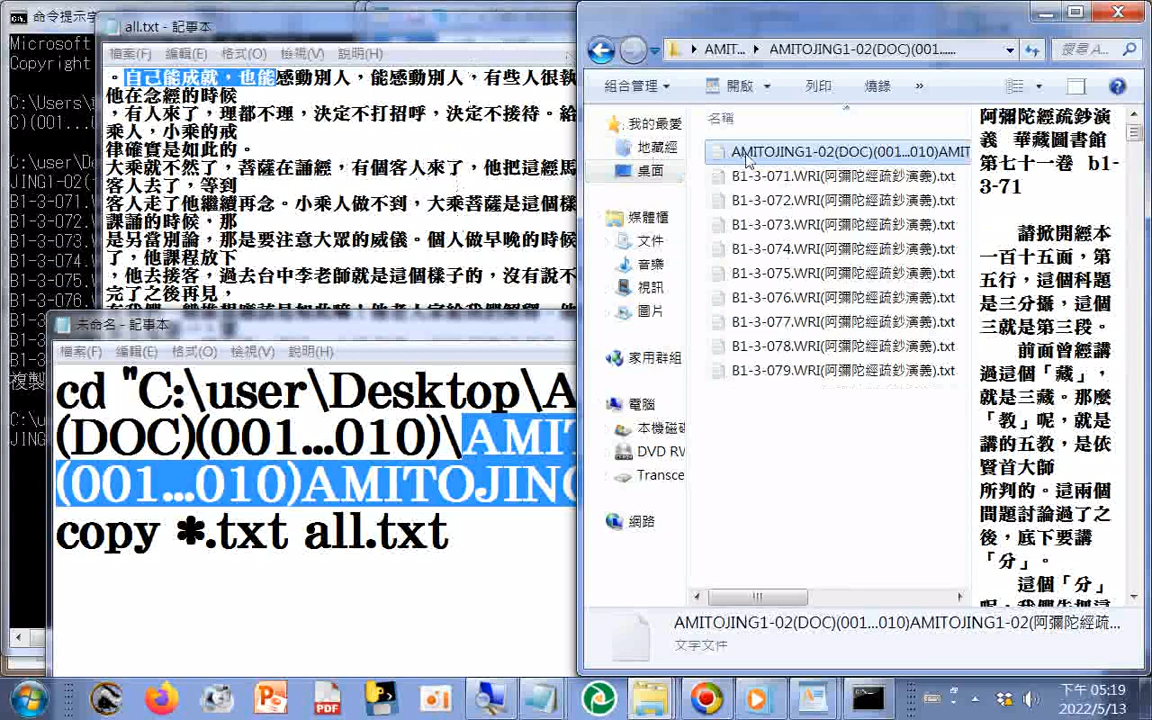 命令提示字
Microsoft
Copyright
C:\Users\
C)(001...0
JING1-02(
B1-3-071.W
B1-3-072.W
B1-3-073.W
B1-3-074.W
B1-3-075.
B1-3-076.
B1-3
B1-3
B1-3
複製
C:\u
JING
all.txt - 記事本
檔案(F) 編輯(E) 格式(O) 檢視(V) 說明(H)
。自己能成就，也能感動別人，能感動別人，有些人很執
他在念經的時候
，有人來了，理都不理，決定不打招呼，決定不接待。給
乘人，小乘的戒
律確實是如此的。
大乘就不然了，菩薩在誦經，有個客人來了，他把這經馬
客人去了，等到
客人走了他繼續再念。小乘人做不到，大乘菩薩是這個樣
課誦的時候，那
是另當別論，那是要注意大眾的威儀。個人做早晚的時候
了，他課程放下
，他去接客，過去台中李老師就是這個樣子的，沒有說不
完了之後再見，
未命名 - 記事本
檔案(F) 編輯(E) 格式(O) 檢視(V) 說明(H)
cd "C:\user\Desktop\A
(DOC)(001...010)\AMIT
(001...010)AMITOJING
copy *.txt all.txt
AMIT... AMITOJING1-02(DOC)(001...... 搜尋 A...
組合管理 開啟 列印 燒錄 »
我的最愛
地藏經
桌面
媒體櫃
文件
音樂
視訊
圖片
家用群組
電腦
本機磁碟
DVD RW
Transce
網路
名稱
AMITOJING1-02(DOC)(001...010)AMIT
B1-3-071.WRI(阿彌陀經疏鈔演義).txt
B1-3-072.WRI(阿彌陀經疏鈔演義).txt
B1-3-073.WRI(阿彌陀經疏鈔演義).txt
B1-3-074.WRI(阿彌陀經疏鈔演義).txt
B1-3-075.WRI(阿彌陀經疏鈔演義).txt
B1-3-076.WRI(阿彌陀經疏鈔演義).txt
B1-3-077.WRI(阿彌陀經疏鈔演義).txt
B1-3-078.WRI(阿彌陀經疏鈔演義).txt
B1-3-079.WRI(阿彌陀經疏鈔演義).txt
阿彌陀經疏鈔演
義 華藏圖書館
第七十一卷 b1-
3-71
請掀開經本
一百十五面，第
五行，這個科題
是三分攝，這個
三就是第三段。
前面曾經講
過這個「藏」，
就是三藏。那麼
「教」呢，就是
講的五教，是依
賢首大師
所判的。這兩個
問題討論過了之
後，底下要講
「分」。
這個「分」
AMITOJING1-02(DOC)(001...010)AMITOJING1-02(阿彌陀經疏...
文字文件
PDF
下午 05:19
2022/5/13